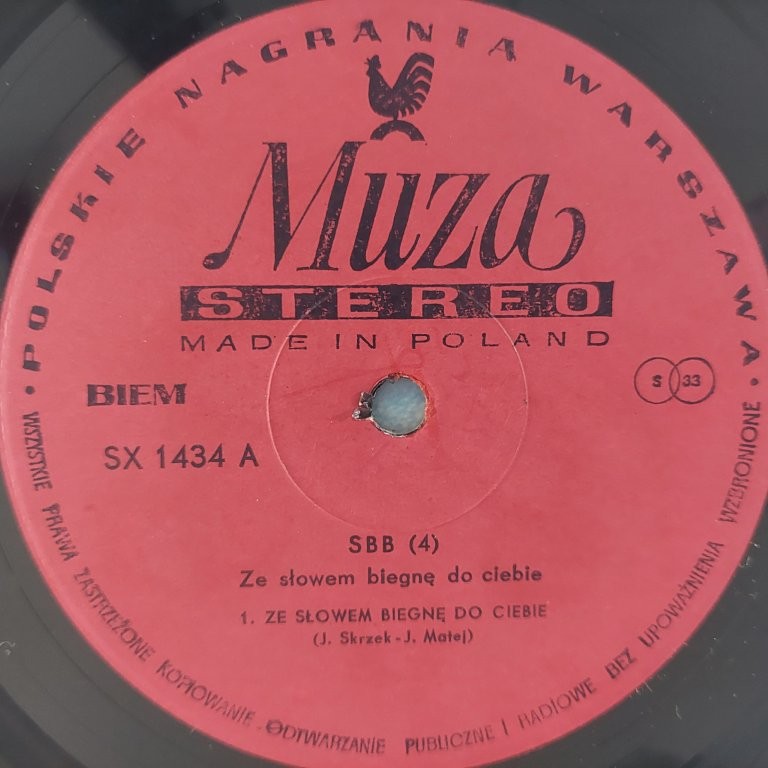 POLSKIE NAGRANIA WARSZAWA
Muza
STEREO
MADE IN POLAND
BIEM
S 33
SX 1434 A
SBB (4)
Ze słowem biegnę do ciebie
1. ZE SŁOWEM BIEGNĘ DO CIEBIE
(J. Skrzek-J. Matej)
WSZYSTKIE PRAWA ZASTRZEŻONE KOPIOWANIE ODTWARZANIE PUBLICZNE I RADIOWE BEZ UPOWAŻNIENIA WZBRONIONE